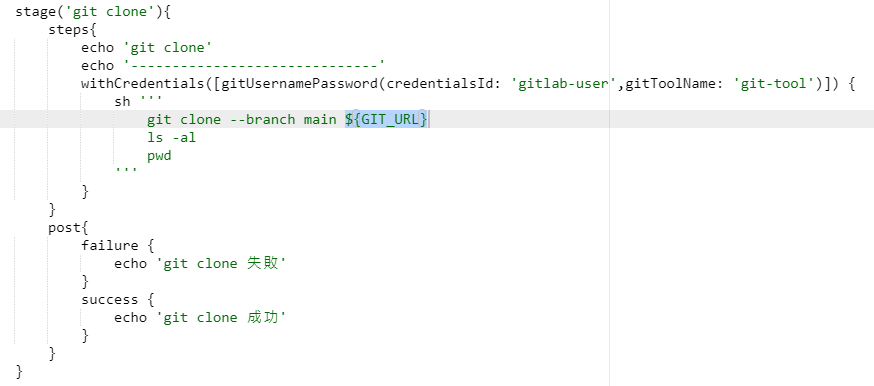 stage('git clone'){
steps{
echo 'git clone'
echo '------------------------------'
withCredentials([gitUsernamePassword(credentialsId: 'gitlab-user',gitToolName: 'git-tool')]) {
sh '''
git clone --branch main ${GIT_URL}
ls -al
pwd
'''
}
}
post{
failure {
echo 'git clone 失敗'
}
success {
echo 'git clone 成功'
}
}
}